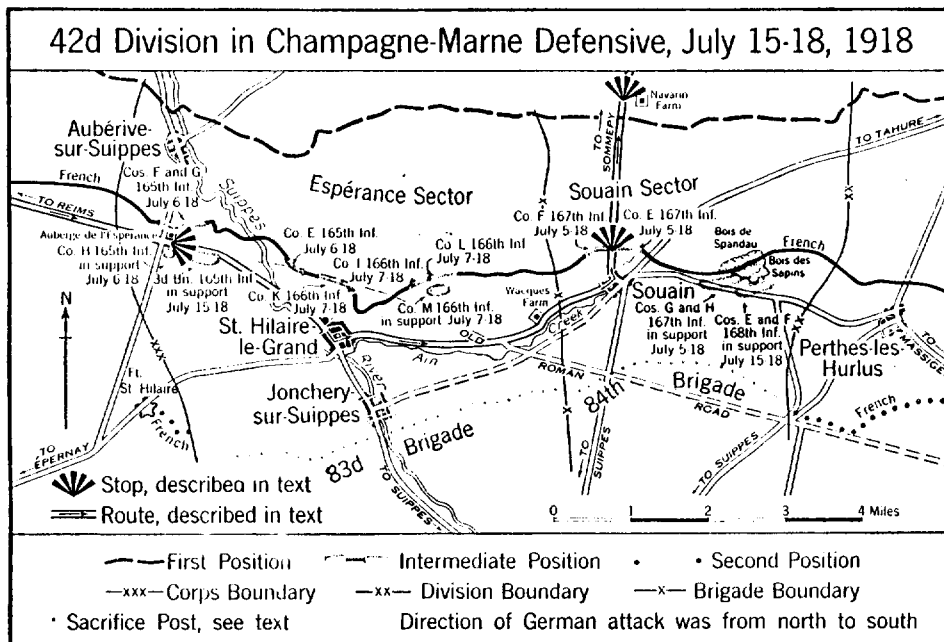 42d Division in Champagne-Marne Defensive, July 15-18, 1918
Navarin
Farm
Aubérive-
sur-Suippes
TO
SOMMEPY
TO TAHURE
French
Cos. F and G
165th Inf.
July 6-18
Suippes
Espérance Sector
Souain Sector
TO REIMS
Auberge de l'Espérance
Co. H 165th Inf.
in support
July 6-18
3d Bn. 165th Inf.
in support
July 15-18
Co. E 165th Inf.
July 6-18
Co. I 166th Inf.
July 7-18
Co. L 166th Inf.
July 7-18
Co. F 167th Inf.
July 5-18
Co. E 167th Inf.
July 5-18
Bois de
Spandau
Bois des
Sapins
French
N
Co. K 166th Inf.
July 7-18
Co. M 166th Inf.
in support July 7-18
Wacques
Farm
Souain
Cos. G and H
167th Inf.
in support
July 5-18
Cos. E and F
168th Inf.
in support
July 15-18
St. Hilaire
le-Grand
Ain
Creek
OLD
ROMAN
ROAD
Perthes-les-
Hurlus
TO
MASSIGES
Ft.
St. Hilaire
French
River
Jonchery-
sur-Suippes
83d
Brigade
84th
Brigade
French
TO
EPERNAY
TO SUIPPES
TO
SUIPPES
TO SUIPPES
Stop, described in text
Route, described in text
0 1 2 3 4 Miles
First Position
Intermediate Position
Second Position
xxx Corps Boundary
xx Division Boundary
x Brigade Boundary
Sacrifice Post, see text
Direction of German attack was from north to south